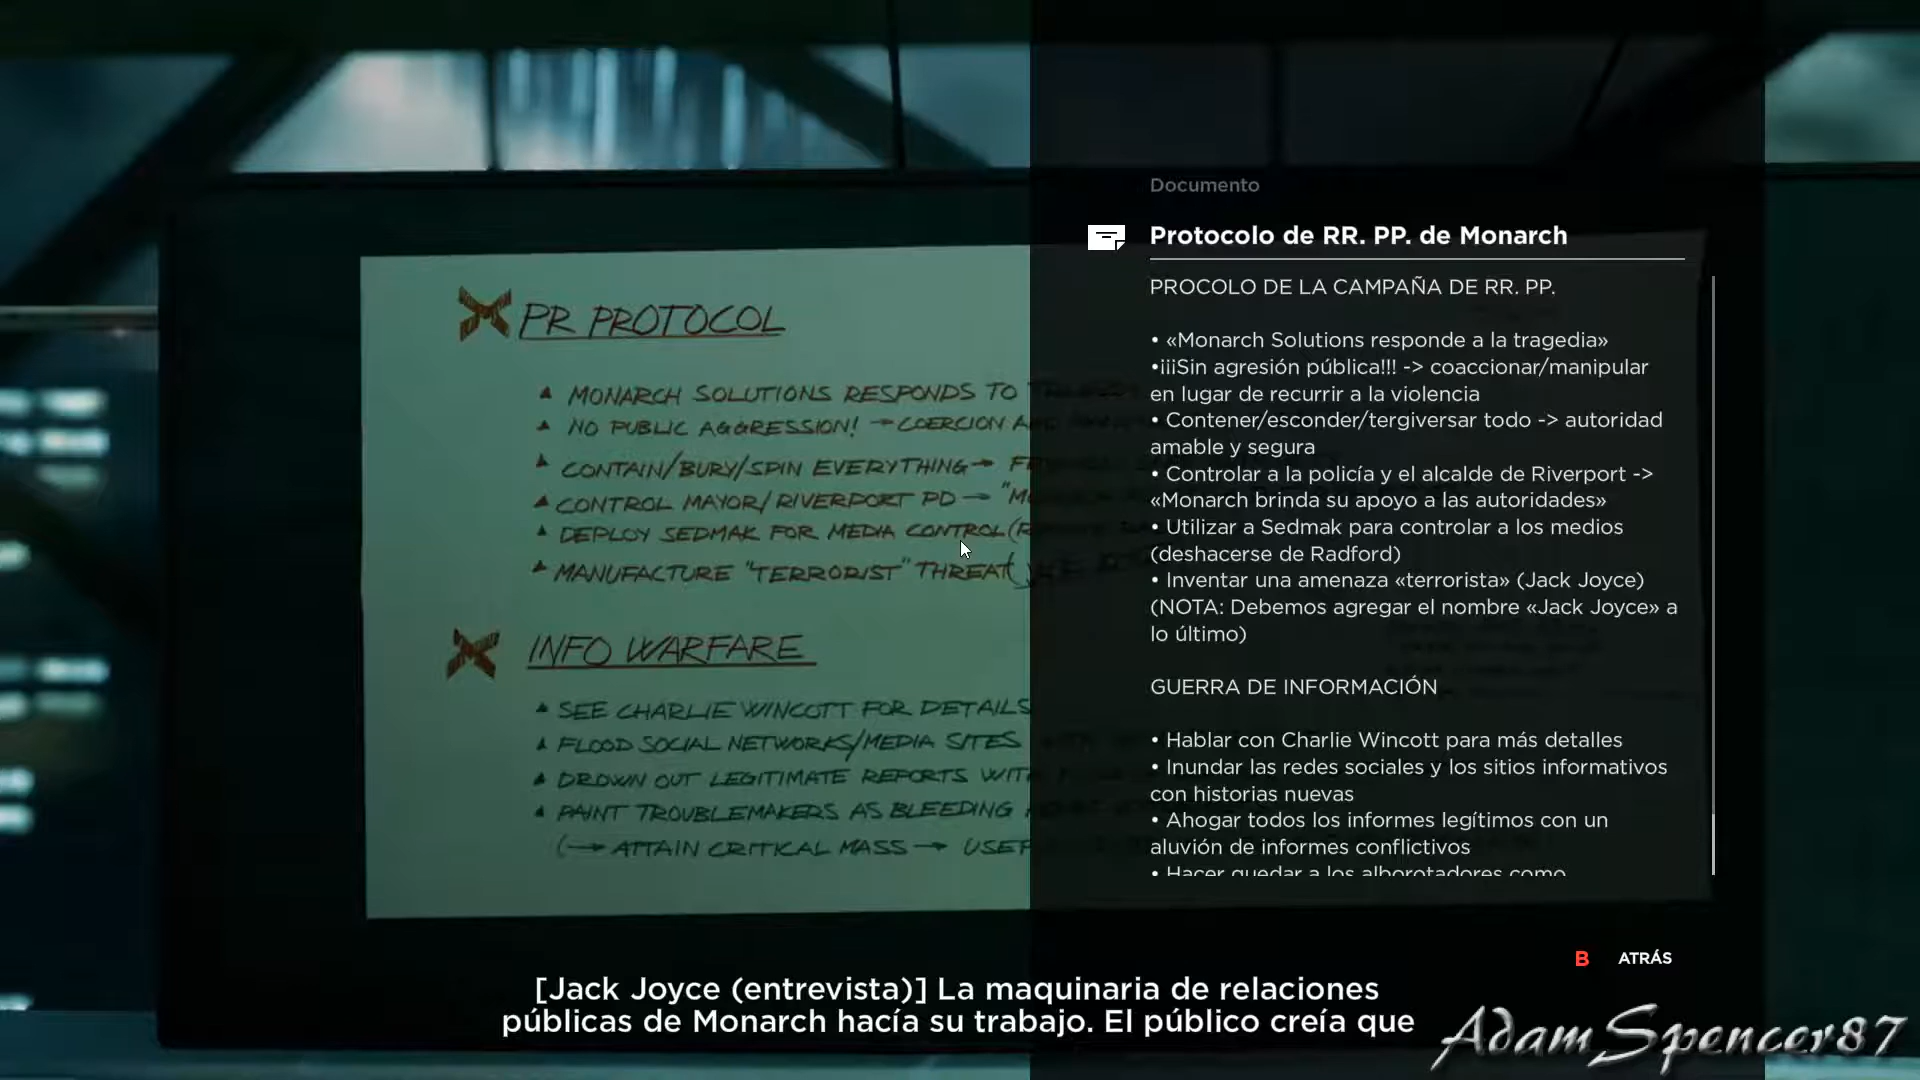 Documento
Protocolo de RR. PP. de Monarch
PROCOLO DE LA CAMPAÑA DE RR. PP.
• «Monarch Solutions responde a la tragedia»
•¡¡¡Sin agresión pública!!! -> coaccionar/manipular
en lugar de recurrir a la violencia
• Contener/esconder/tergiversar todo -> autoridad
amable y segura
• Controlar a la policía y el alcalde de Riverport ->
«Monarch brinda su apoyo a las autoridades»
• Utilizar a Sedmak para controlar a los medios
(deshacerse de Radford)
• Inventar una amenaza «terrorista» (Jack Joyce)
(NOTA: Debemos agregar el nombre «Jack Joyce» a
lo último)
GUERRA DE INFORMACIÓN
• Hablar con Charlie Wincott para más detalles
• Inundar las redes sociales y los sitios informativos
con historias nuevas
• Ahogar todos los informes legítimos con un
aluvión de informes conflictivos
• Hacer quedar a los alborotadores como
B ATRÁS
PR PROTOCOL
MONARCH SOLUTIONS RESPONDS TO TRAGEDY
NO PUBLIC AGGRESSION! → COERCION AND
CONTAIN/BURY/SPIN EVERYTHING →
CONTROL MAYOR/RIVERPORT PD →
DEPLOY SEDMAK FOR MEDIA CONTROL
MANUFACTURE "TERRORIST" THREAT
INFO WARFARE
SEE CHARLIE WINCOTT FOR DETAILS
FLOOD SOCIAL NETWORKS/MEDIA SITES
DROWN OUT LEGITIMATE REPORTS WITH
PAINT TROUBLEMAKERS AS BLEEDING
(→ ATTAIN CRITICAL MASS →
[Jack Joyce (entrevista)] La maquinaria de relaciones
públicas de Monarch hacía su trabajo. El público creía que
AdamSpencer87